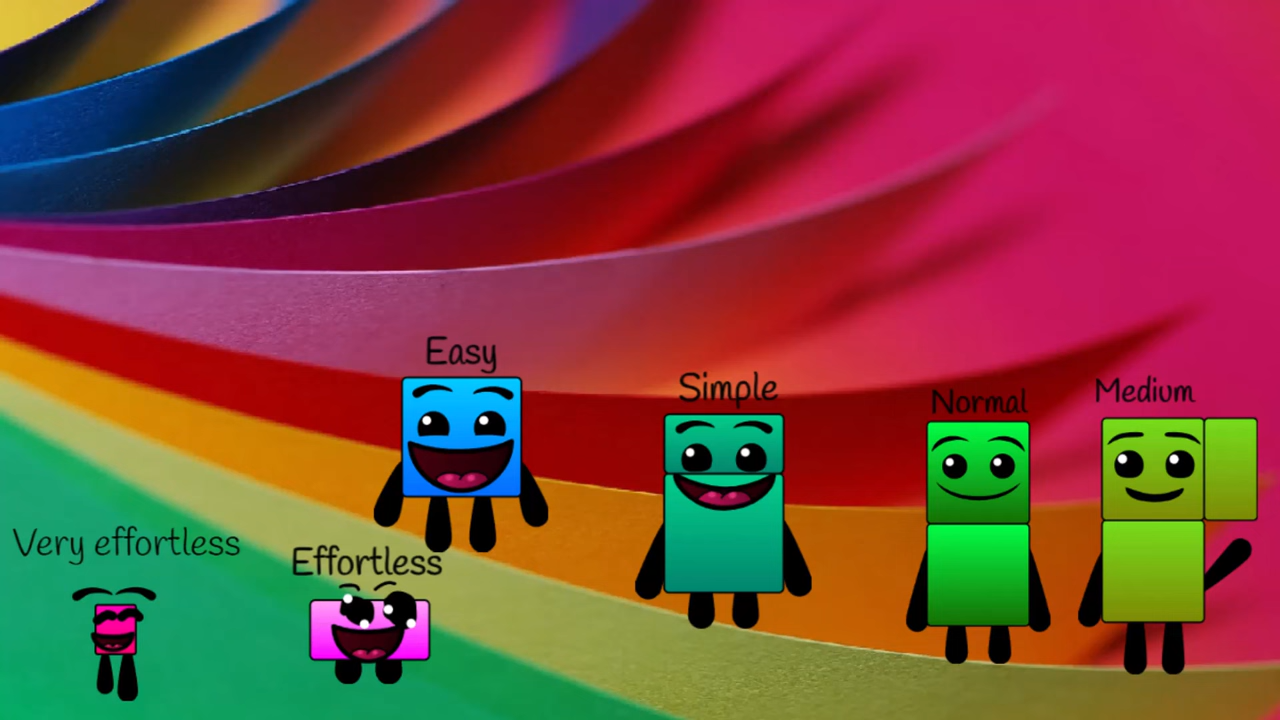 Very effortless
Effortless
Easy
Simple
Normal
Medium